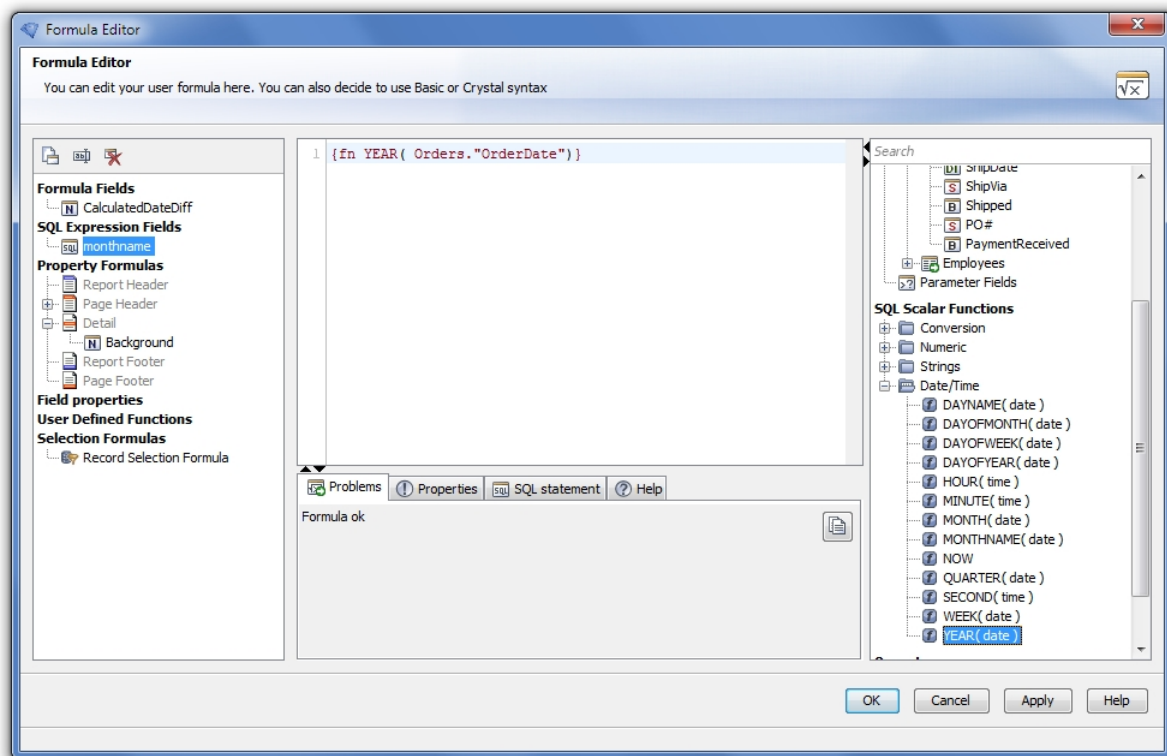 Formula Editor
Formula Editor
You can edit your user formula here. You can also decide to use Basic or Crystal syntax
Formula Fields
CalculatedDateDiff
SQL Expression Fields
monthname
Property Formulas
Report Header
Page Header
Detail
Background
Report Footer
Page Footer
Field properties
User Defined Functions
Selection Formulas
Record Selection Formula
1 {fn YEAR( Orders."OrderDate")}
Problems
Properties
SQL statement
Help
Formula ok
Search
ShipDate
ShipVia
Shipped
PO#
PaymentReceived
Employees
Parameter Fields
SQL Scalar Functions
Conversion
Numeric
Strings
Date/Time
DAYNAME( date )
DAYOFMONTH( date )
DAYOFWEEK( date )
DAYOFYEAR( date )
HOUR( time )
MINUTE( time )
MONTH( date )
MONTHNAME( date )
NOW
QUARTER( date )
SECOND( time )
WEEK( date )
YEAR( date )
OK
Cancel
Apply
Help